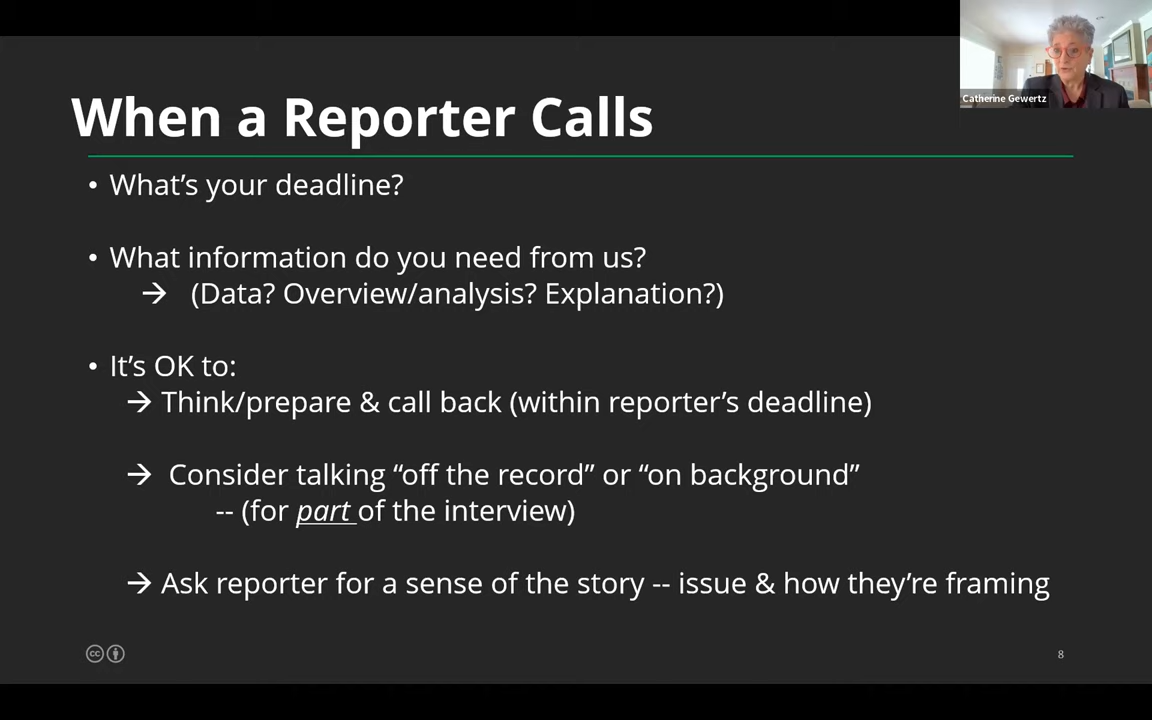 When a Reporter Calls
Catherine Gewertz
• What’s your deadline?
• What information do you need from us?
→ (Data? Overview/analysis? Explanation?)
• It’s OK to:
→ Think/prepare & call back (within reporter’s deadline)
→ Consider talking “off the record” or “on background”
-- (for part of the interview)
→ Ask reporter for a sense of the story -- issue & how they’re framing
cc
8